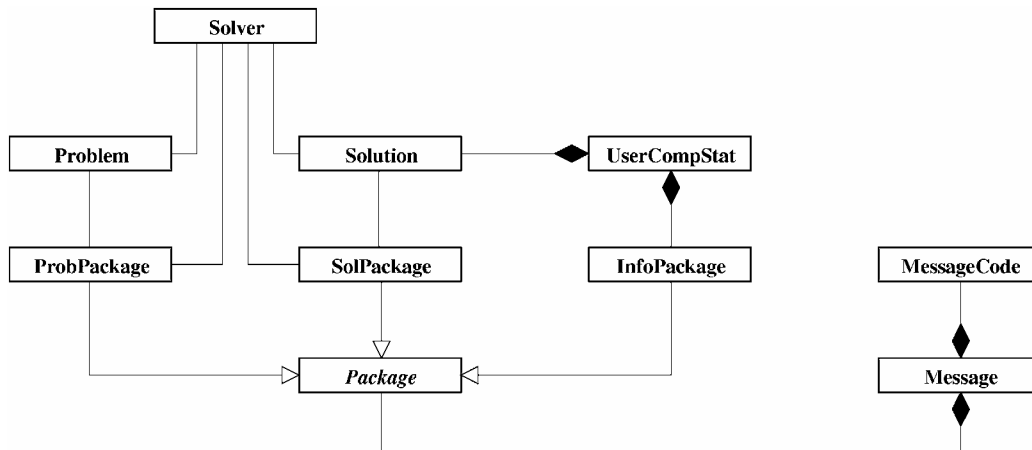 Solver
Problem
Solution
UserCompStat
ProbPackage
SolPackage
InfoPackage
MessageCode
Package
Message